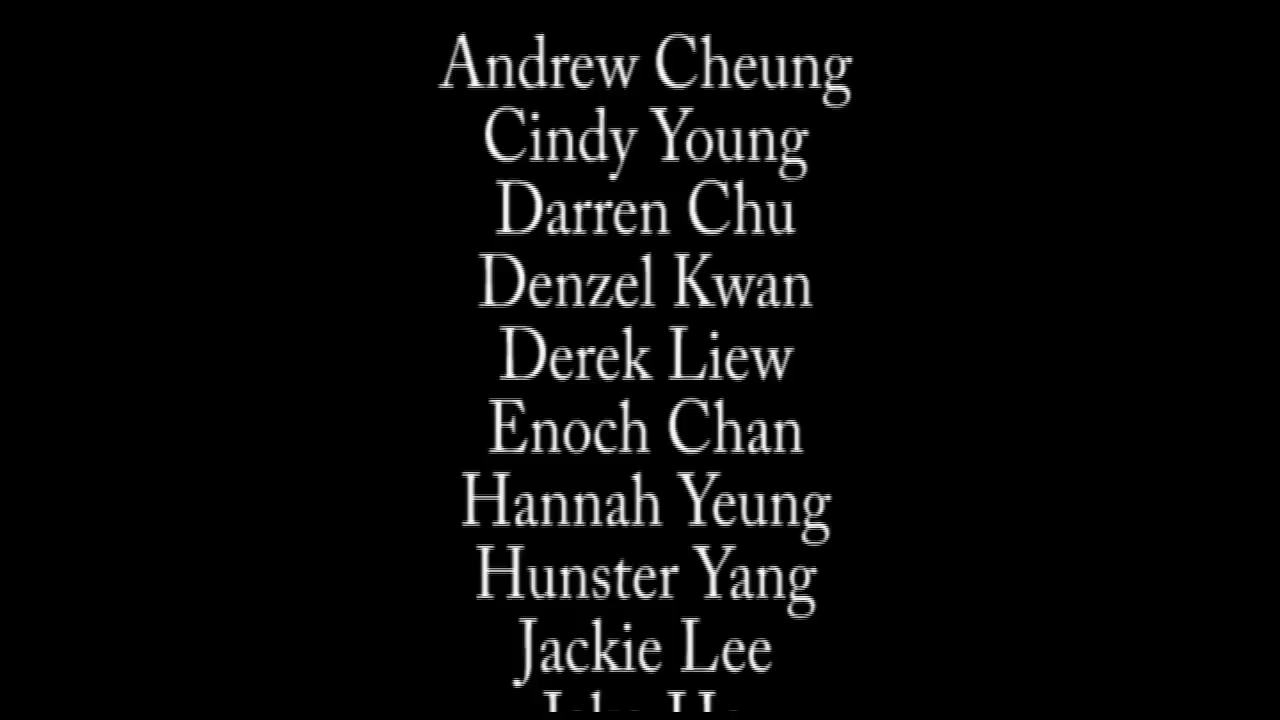 Andrew Cheung
Cindy Young
Darren Chu
Denzel Kwan
Derek Liew
Enoch Chan
Hannah Yeung
Hunster Yang
Jackie Lee